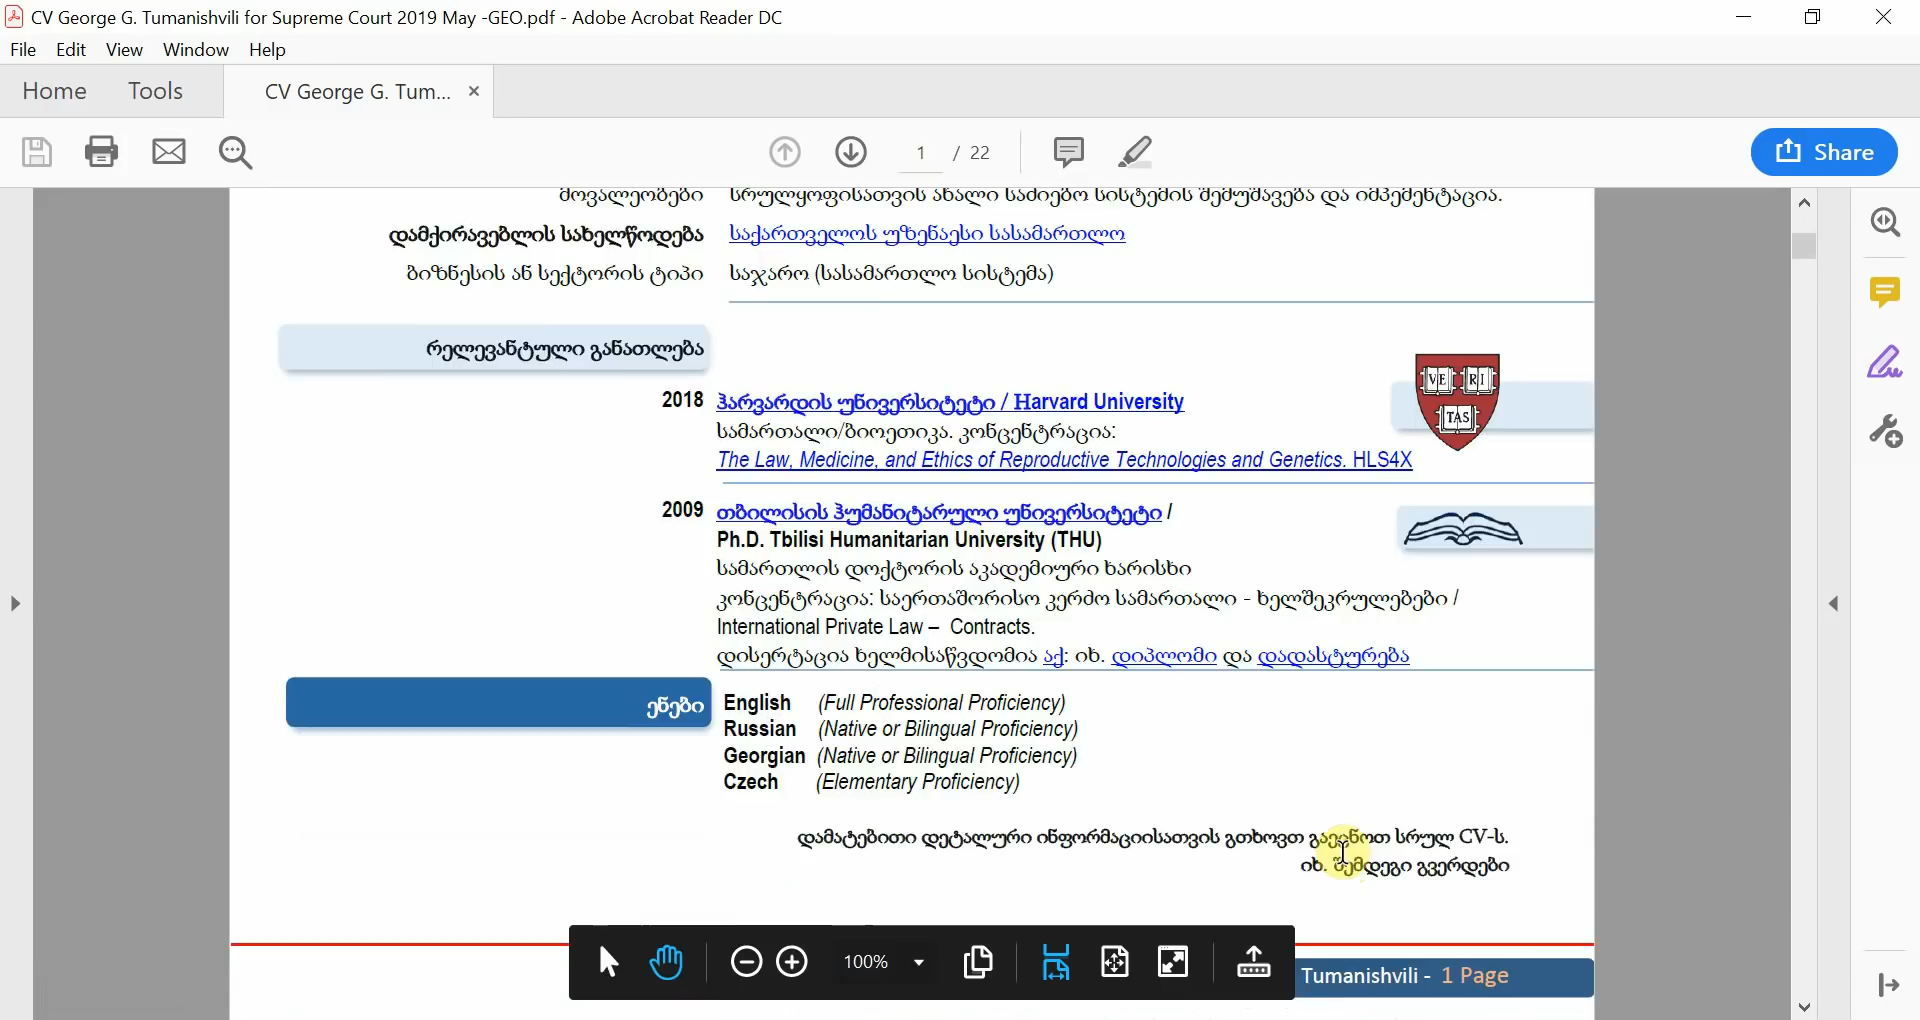 CV George G. Tumanishvili for Supreme Court 2019 May -GEO.pdf - Adobe Acrobat Reader DC
File Edit View Window Help
Home Tools CV George G. Tum... ×
1 / 22 Share
მოვალეობები სრულყოფისათვის ახალი საძიებო სისტემის შემუშავება და იმპემენტაცია.
დამქირავებლის სახელწოდება საქართველოს უზენაესი სასამართლო
ბიზნესის ან სექტორის ტიპი საჯარო (სასამართლო სისტემა)
რელევანტული განათლება
2018 ჰარვარდის უნივერსიტეტი / Harvard University
VE RI TAS
სამართალი/ბიოეთიკა. კონცენტრაცია:
The Law, Medicine, and Ethics of Reproductive Technologies and Genetics. HLS4X
2009 თბილისის ჰუმანიტარული უნივერსიტეტი /
Ph.D. Tbilisi Humanitarian University (THU)
სამართლის დოქტორის აკადემიური ხარისხი
კონცენტრაცია: საერთაშორისო კერძო სამართალი - ხელშეკრულებები /
International Private Law – Contracts.
დისერტაცია ხელმისაწვდომია აქ: იხ. დიპლომი და დადასტურება
ენები English (Full Professional Proficiency)
Russian (Native or Bilingual Proficiency)
Georgian (Native or Bilingual Proficiency)
Czech (Elementary Proficiency)
დამატებითი დეტალური ინფორმაციისათვის გთხოვთ გაეცნოთ სრულ CV-ს.
იხ. შემდეგი გვერდები
100%
Tumanishvili - 1 Page